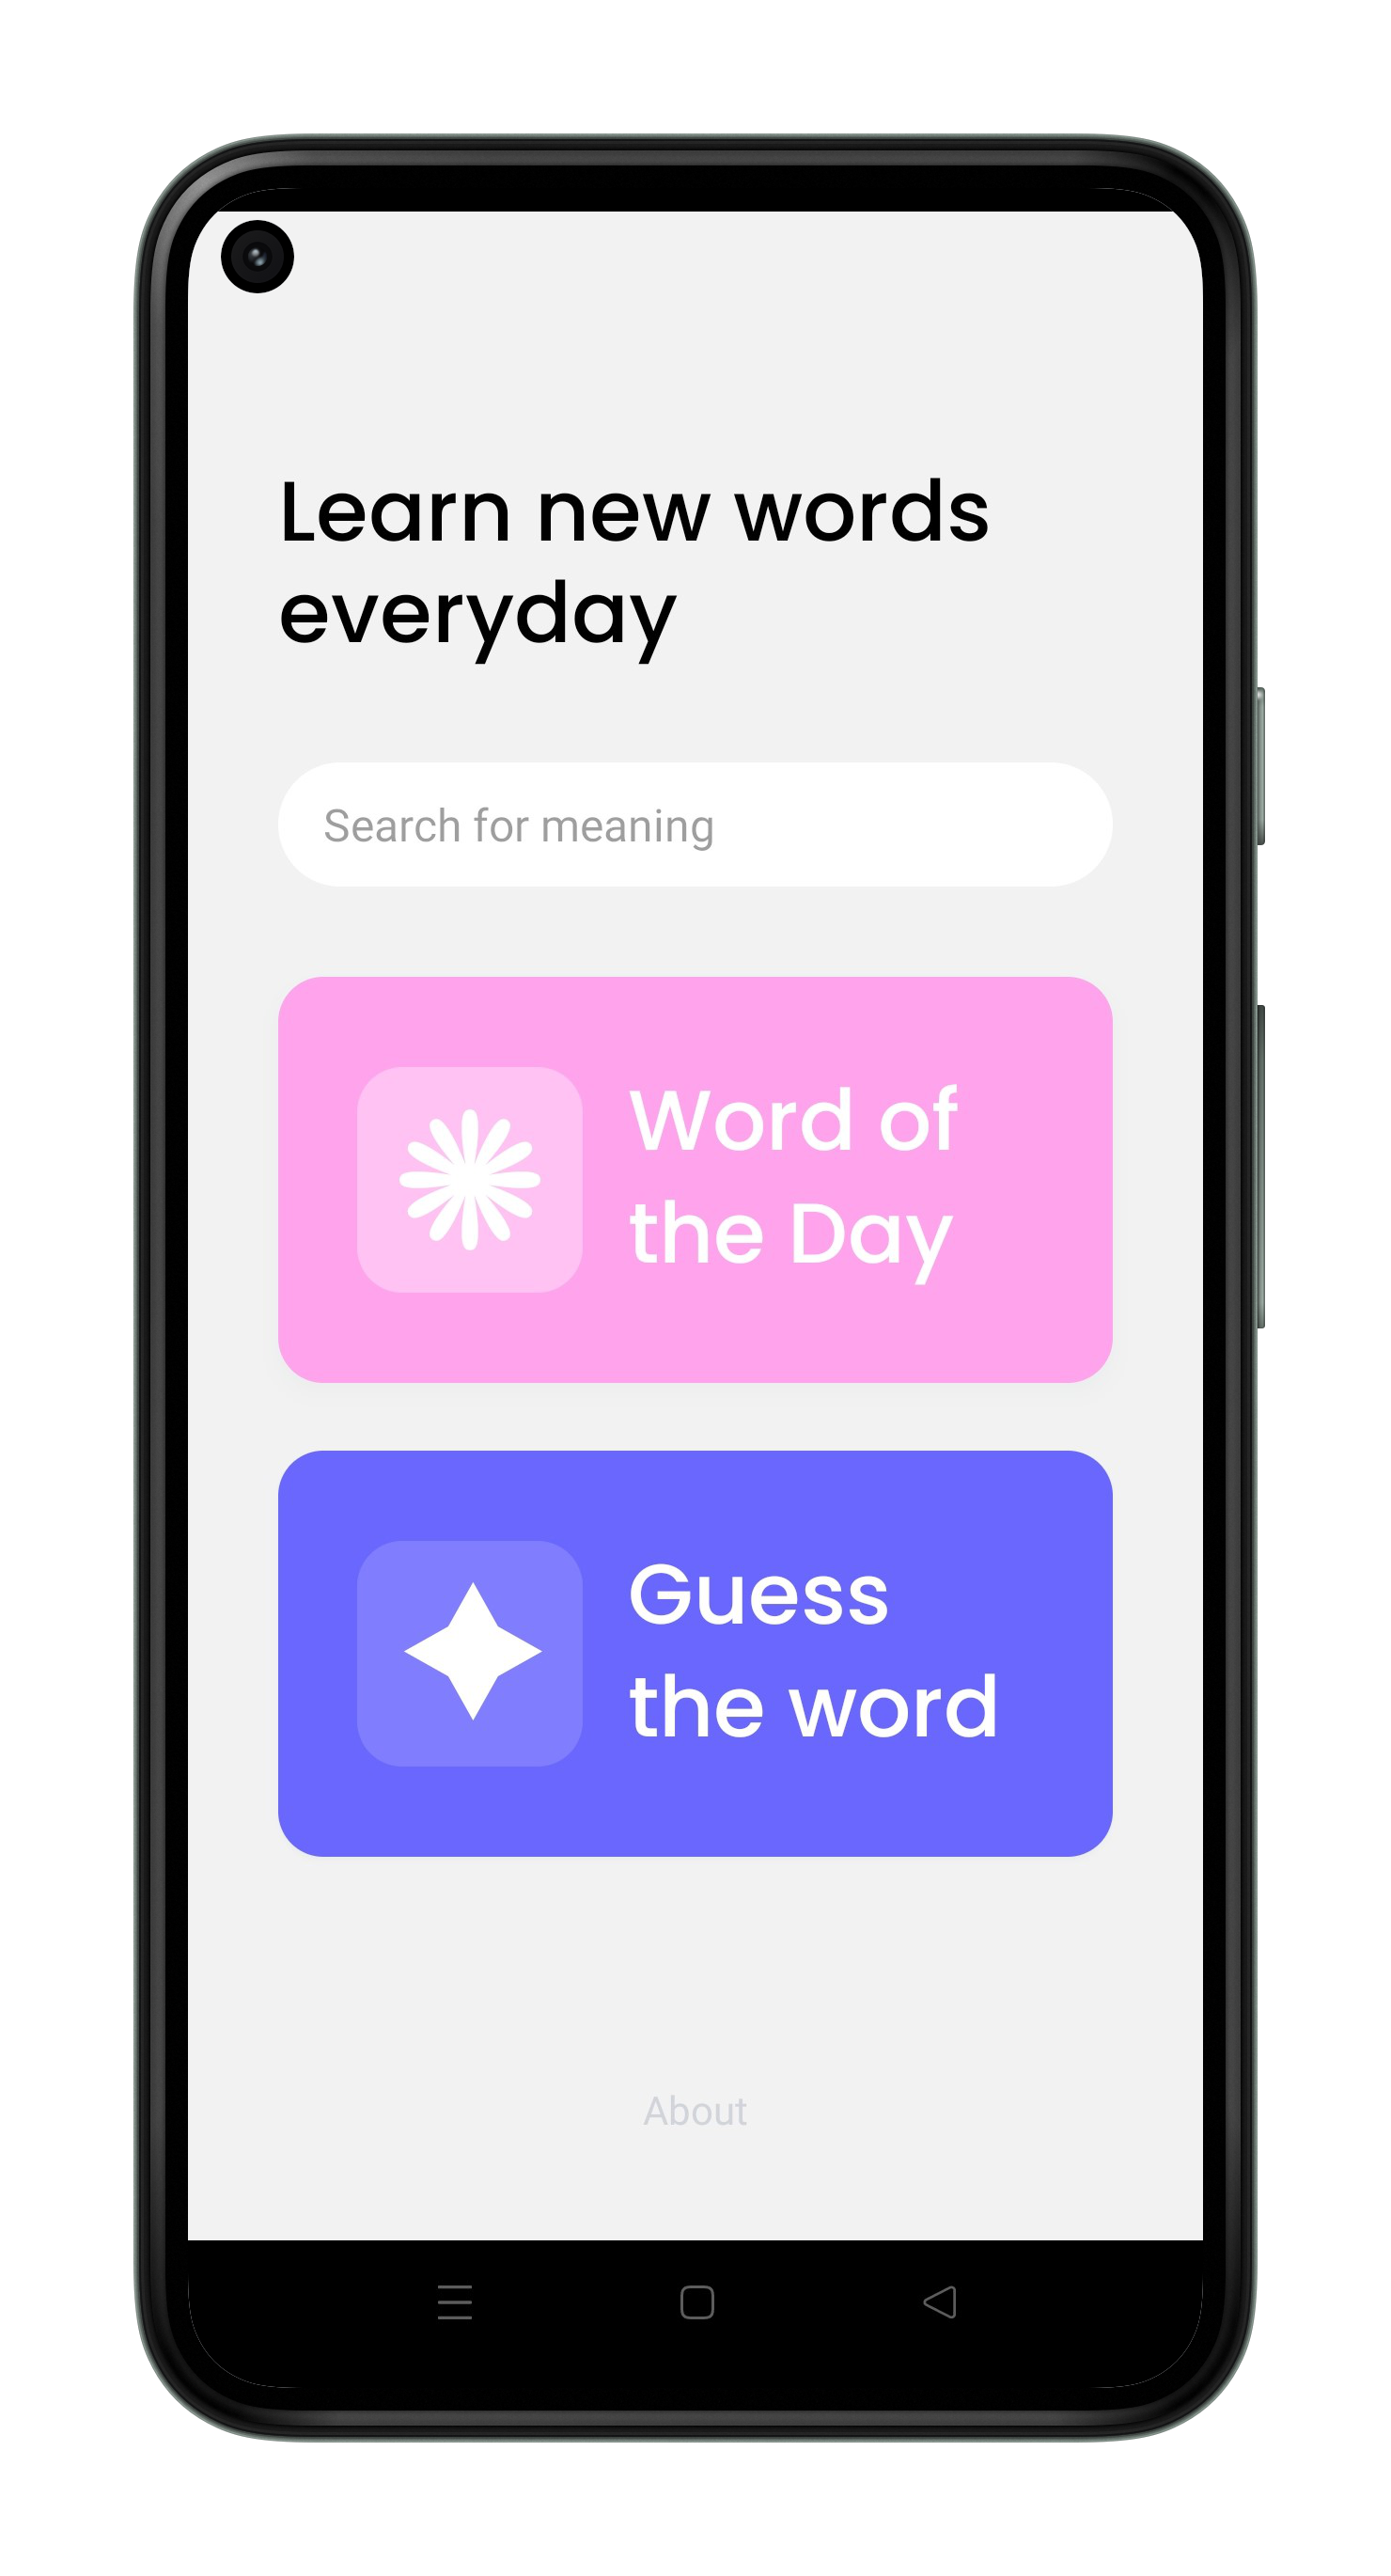 Learn new words
everyday
Search for meaning
Word of
the Day
Guess
the word
About